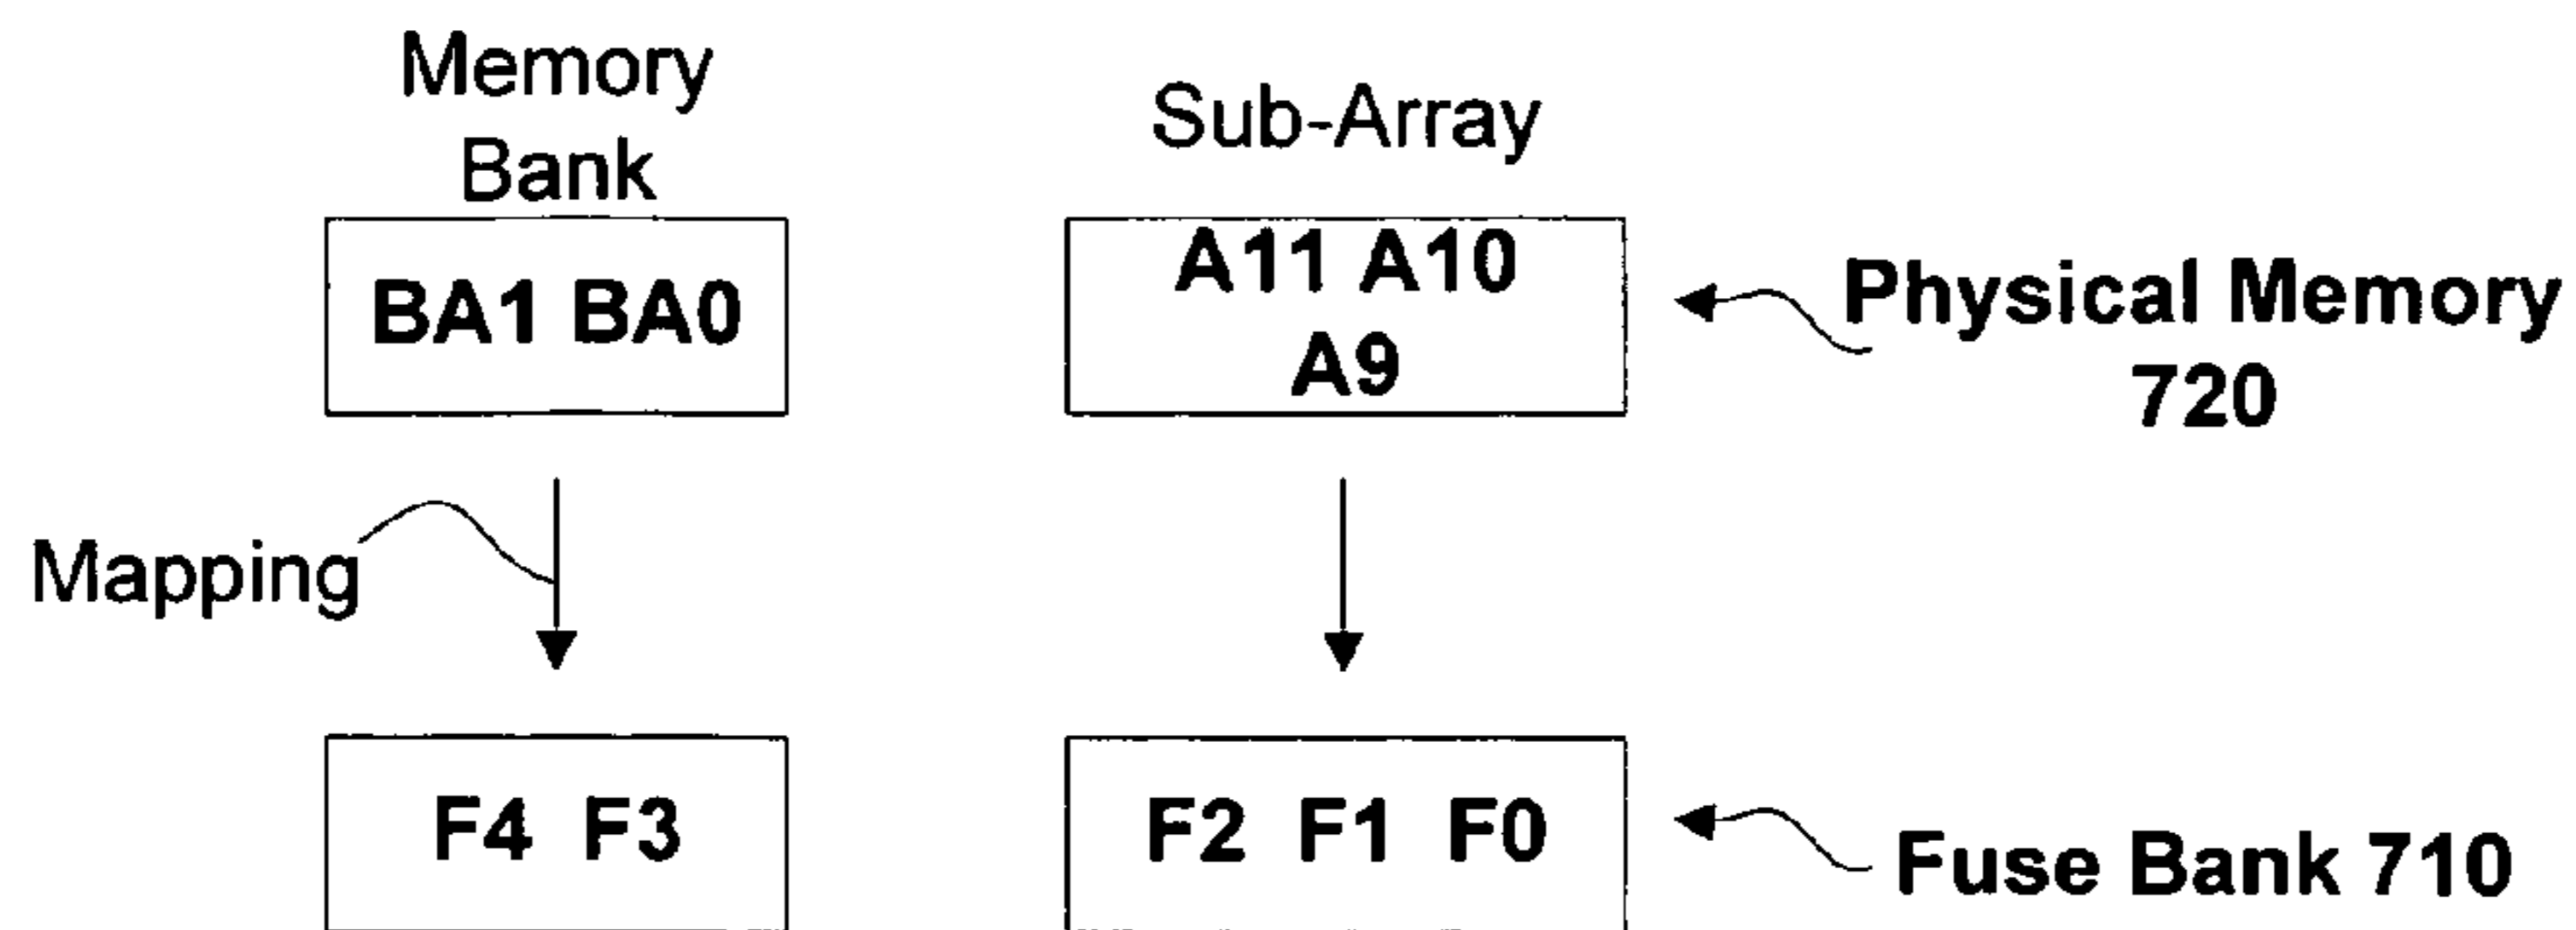 Memory
Bank
Sub-Array
BA1 BA0
A11 A10
A9
Physical Memory
720
Mapping
F4 F3
F2 F1 F0
Fuse Bank 710